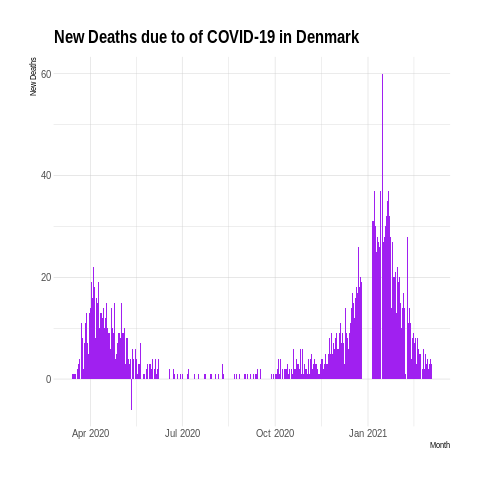 New Deaths due to of COVID-19 in Denmark
New Deaths
60
40
20
0
Apr 2020 Jul 2020 Oct 2020 Jan 2021
Month